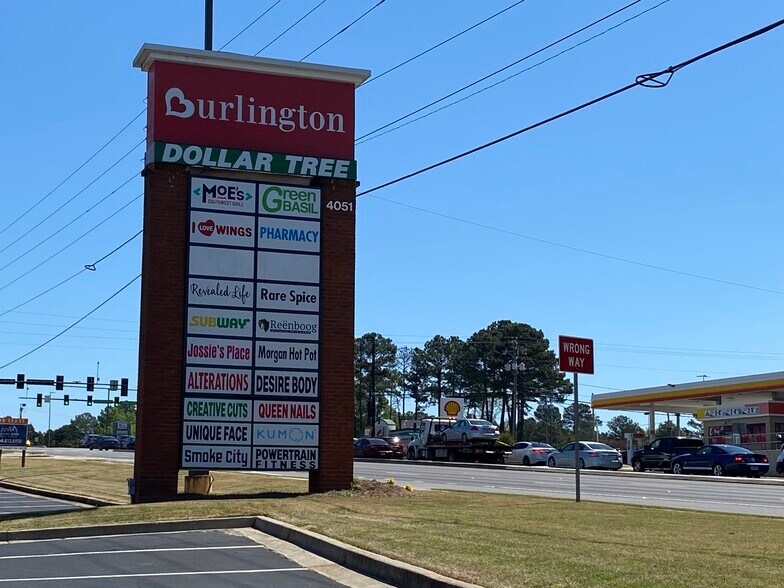 Burlington
DOLLAR TREE
4051
MOE'S
SOUTHWEST GRILL
Green
BASIL
I LOVE WINGS
PHARMACY
Revealed Life
Rare Spice
SUBWAY
Reënboog
Jossie's Place
Morgan Hot Pot
ALTERATIONS
DESIRE BODY
CREATIVE CUTS
QUEEN NAILS
UNIQUE FACE
KUMON
Smoke City
POWERTRAIN
FITNESS
WRONG
WAY